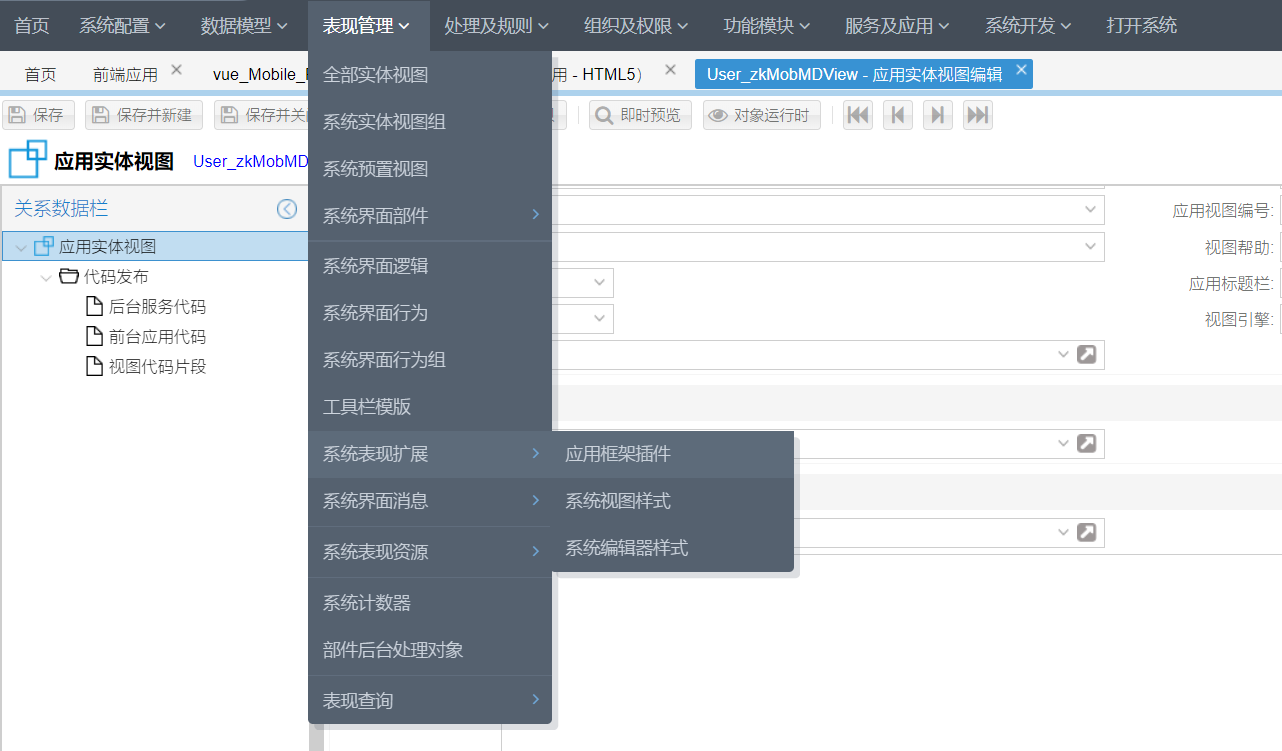 首页 系统配置 数据模型 表现管理 处理及规则 组织及权限 功能模块 服务及应用 系统开发 打开系统
首页 前端应用 vue_Mobile_ 用 - HTML5） User_zkMobMDView - 应用实体视图编辑
保存 保存并新建 保存并关 即时预览 对象运行时
应用实体视图 User_zkMobMD
关系数据栏
应用实体视图
代码发布
后台服务代码
前台应用代码
视图代码片段
全部实体视图
系统实体视图组
系统预置视图
系统界面部件
系统界面逻辑
系统界面行为
系统界面行为组
工具栏模版
系统表现扩展
系统界面消息
系统表现资源
系统计数器
部件后台处理对象
表现查询
应用框架插件
系统视图样式
系统编辑器样式
应用视图编号:
视图帮助:
应用标题栏:
视图引擎: